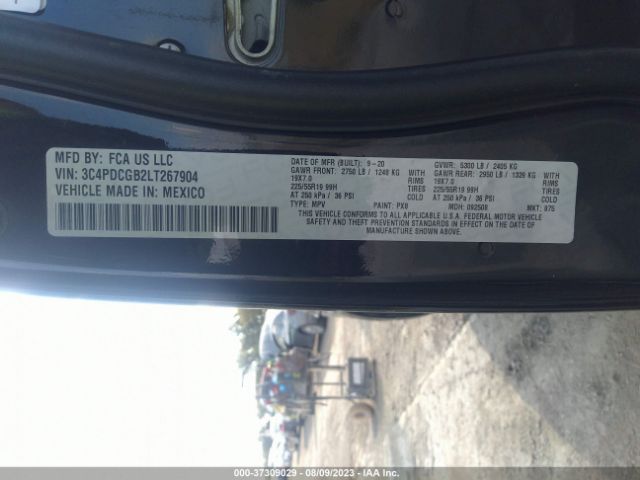 MFD BY: FCA US LLC
VIN: 3C4PDCGB2LT267904
VEHICLE MADE IN: MEXICO
DATE OF MFR (BUILT): 9-20
GAWR FRONT: 2750 LB / 1248 KG WITH
19X7.0 RIMS
225/55R19 99H TIRES
AT 250 kPa / 36 PSI COLD
TYPE: MPV PAINT: PX8
GVWR: 5300 LB / 2405 KG
GAWR REAR: 2950 LB / 1339 KG WITH
19X7.0 RIMS
225/55R19 99H TIRES
AT 250 kPa / 36 PSI COLD
MDH: 092508 MKT: 975
THIS VEHICLE CONFORMS TO ALL APPLICABLE U.S.A. FEDERAL MOTOR VEHICLE
SAFETY AND THEFT PREVENTION STANDARDS IN EFFECT ON THE DATE OF
MANUFACTURE SHOWN ABOVE.
000-37309029 - 08/09/2023 - IAA Inc.